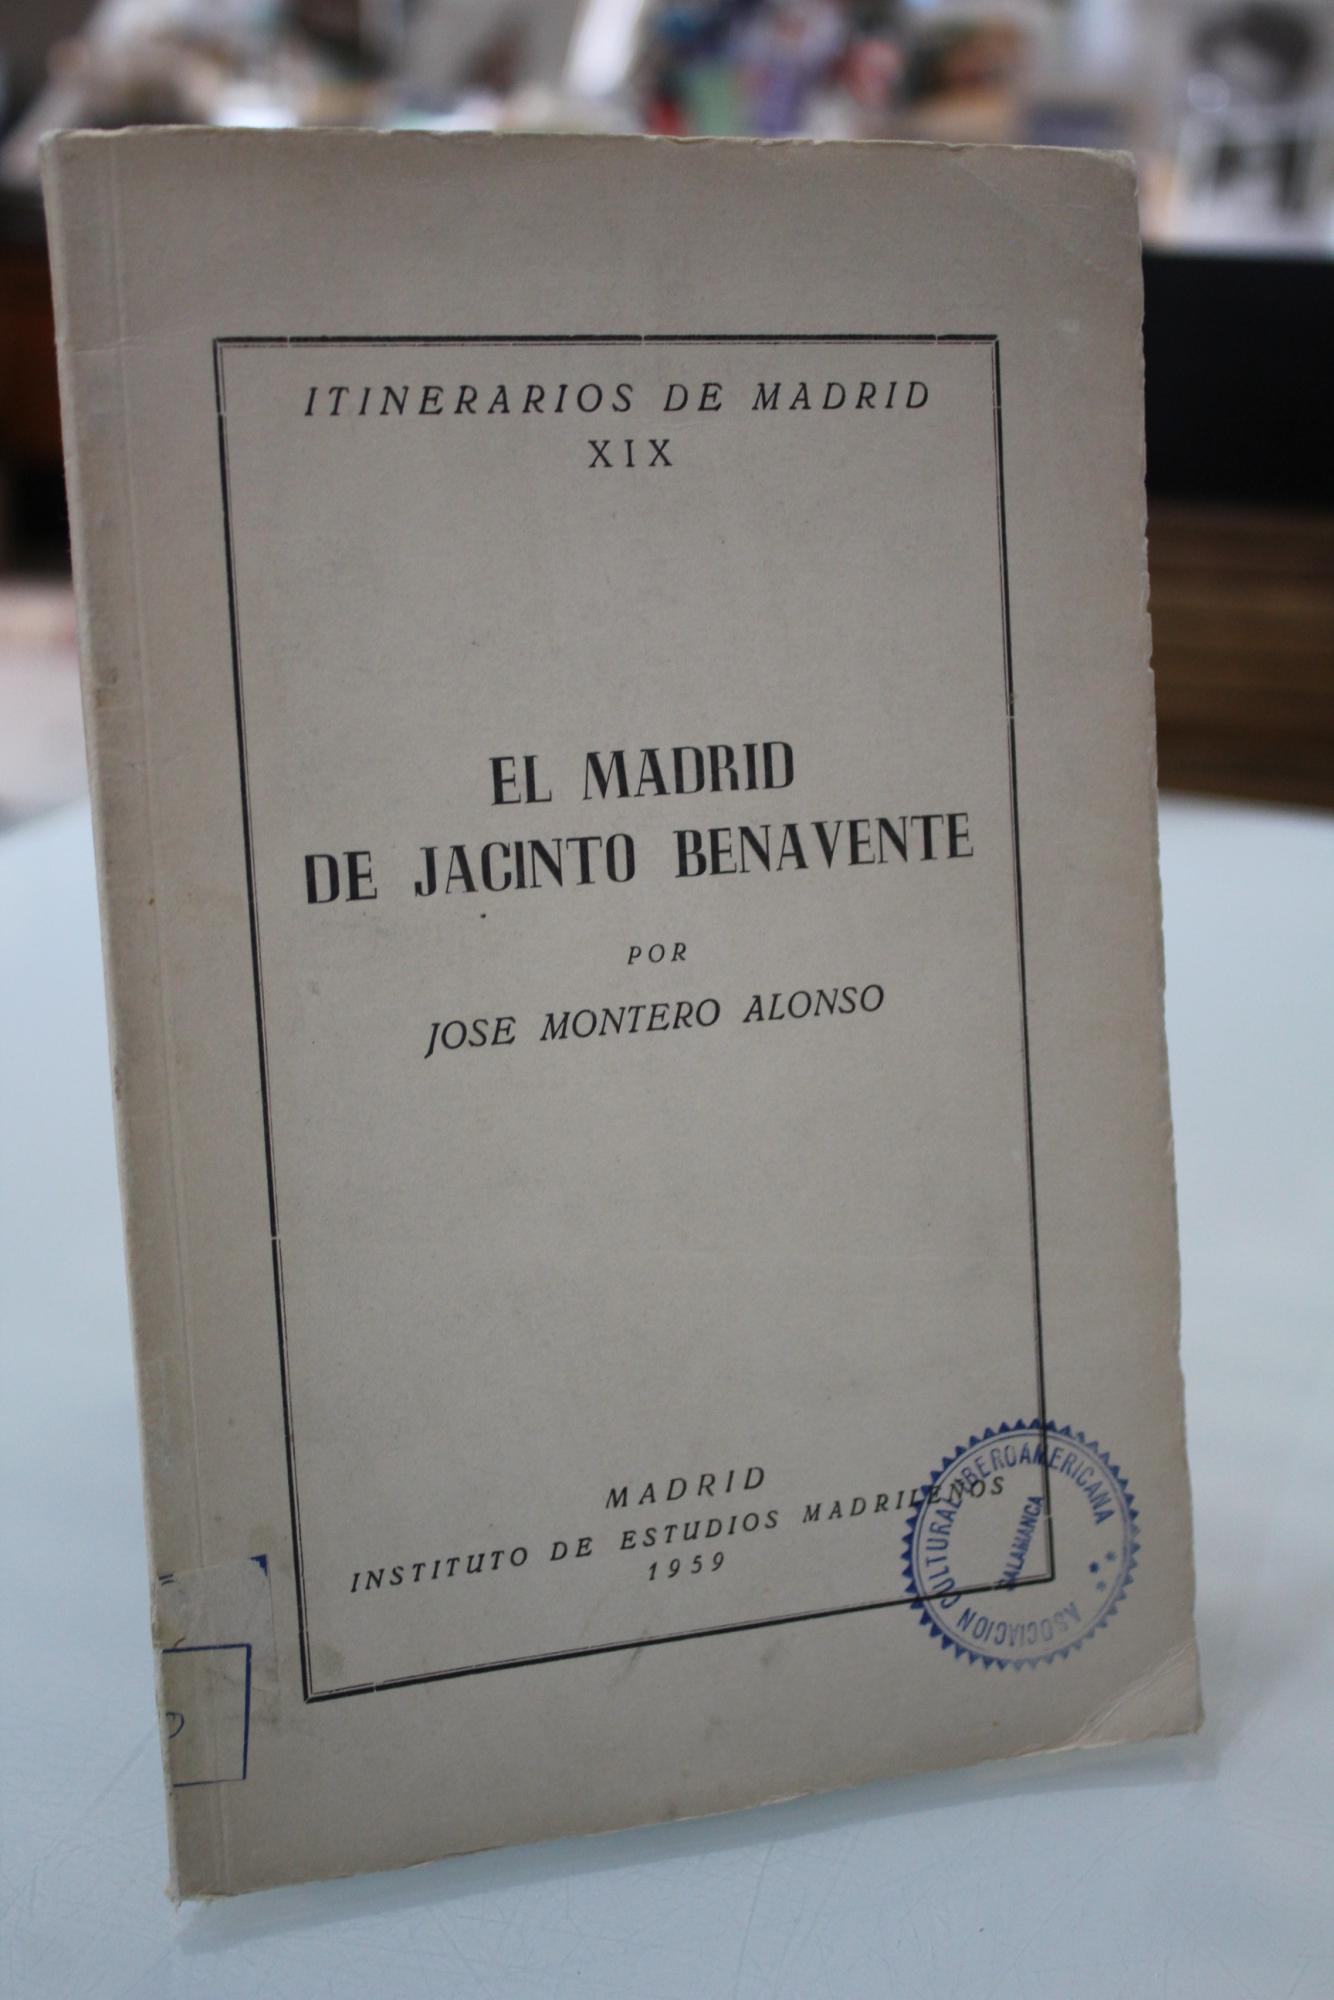 ITINERARIOS DE MADRID
XIX
EL MADRID
DE JACINTO BENAVENTE
POR
JOSE MONTERO ALONSO
MADRID
INSTITUTO DE ESTUDIOS MADRILEÑOS
1959
ASOCIACION CULTURAL IBEROAMERICANA
SALAMANCA